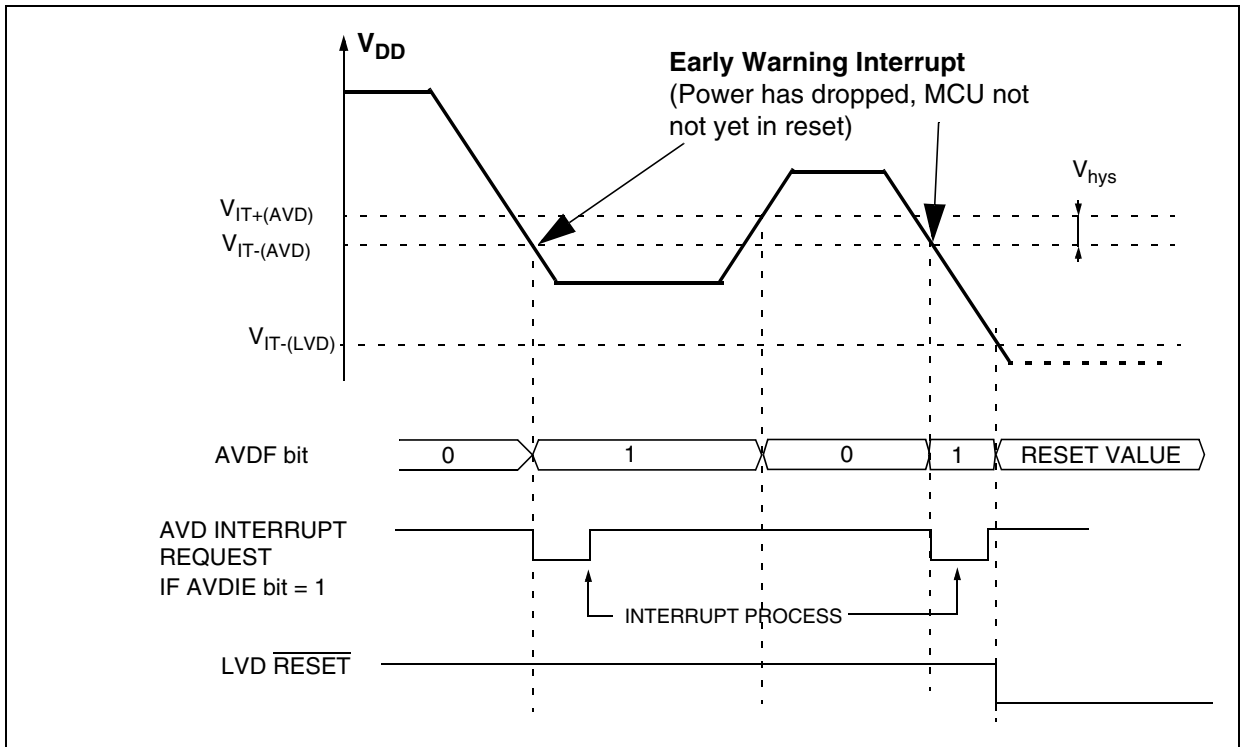 VDD
Early Warning Interrupt
(Power has dropped, MCU not
not yet in reset)
Vhys
VIT+(AVD)
VIT-(AVD)
VIT-(LVD)
AVDF bit
0
1
0
1
RESET VALUE
AVD INTERRUPT
REQUEST
IF AVDIE bit = 1
INTERRUPT PROCESS
LVD RESET